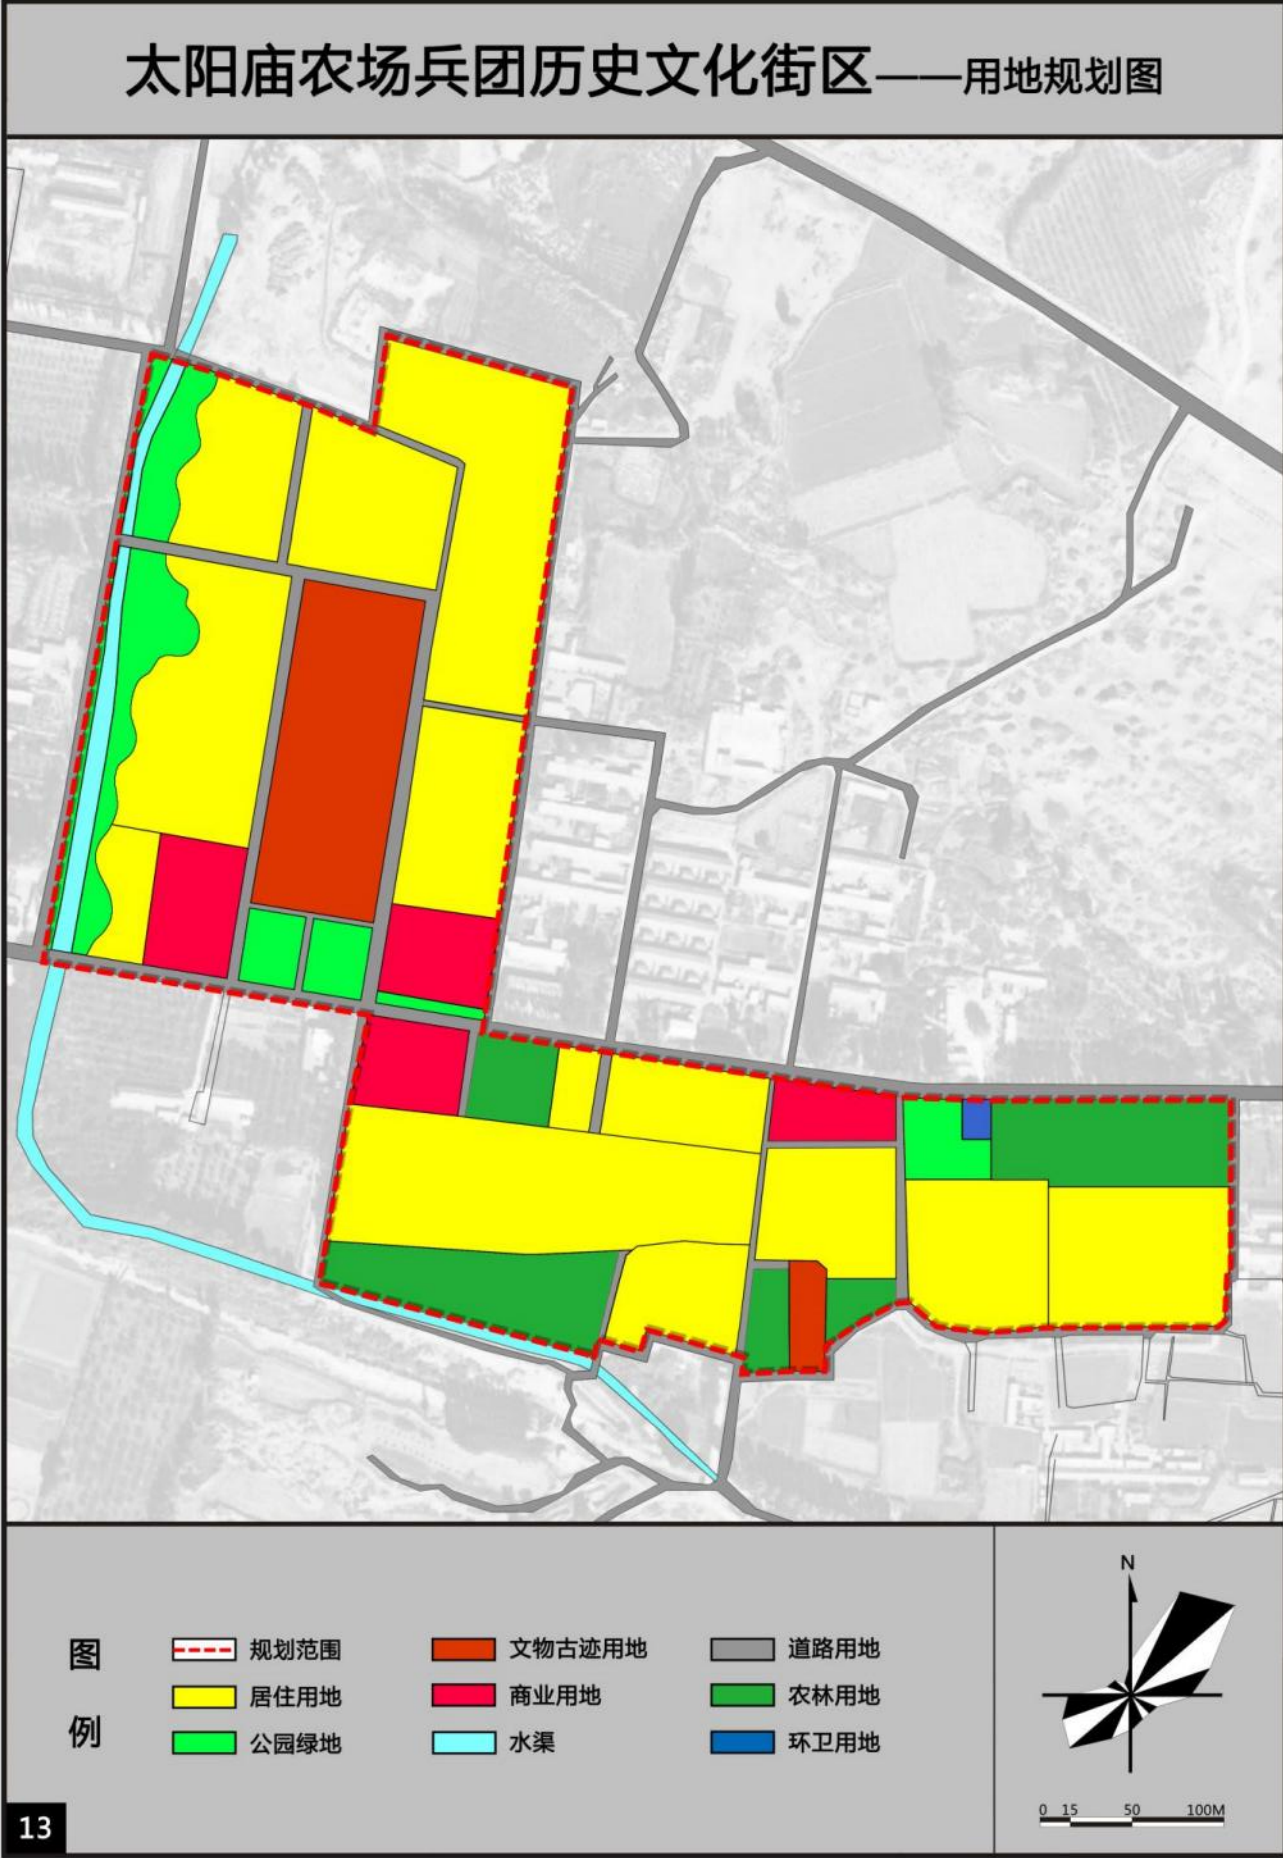 太阳庙农场兵团历史文化街区——用地规划图
图例
规划范围
文物古迹用地
道路用地
居住用地
商业用地
农林用地
公园绿地
水渠
环卫用地
N
0 15 50 100M
13